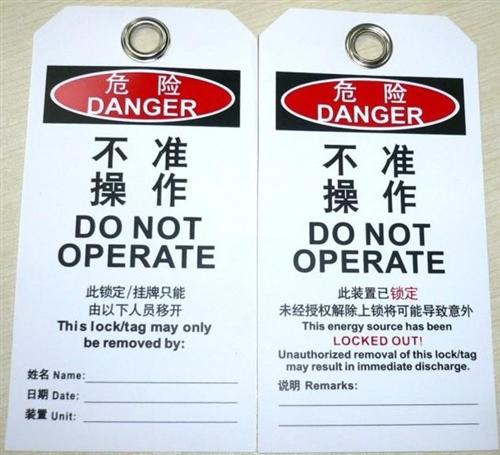 危 险
DANGER
不 准
操 作
DO NOT
OPERATE
此锁定/挂牌只能
由以下人员移开
This lock/tag may only
be removed by:
姓名 Name:
日期 Date:
装置 Unit:
危 险
DANGER
不 准
操 作
DO NOT
OPERATE
此装置已锁定
未经授权解除上锁将可能导致意外
This energy source has been
LOCKED OUT!
Unauthorized removal of this lock/tag
may result in immediate discharge.
说明 Remarks: